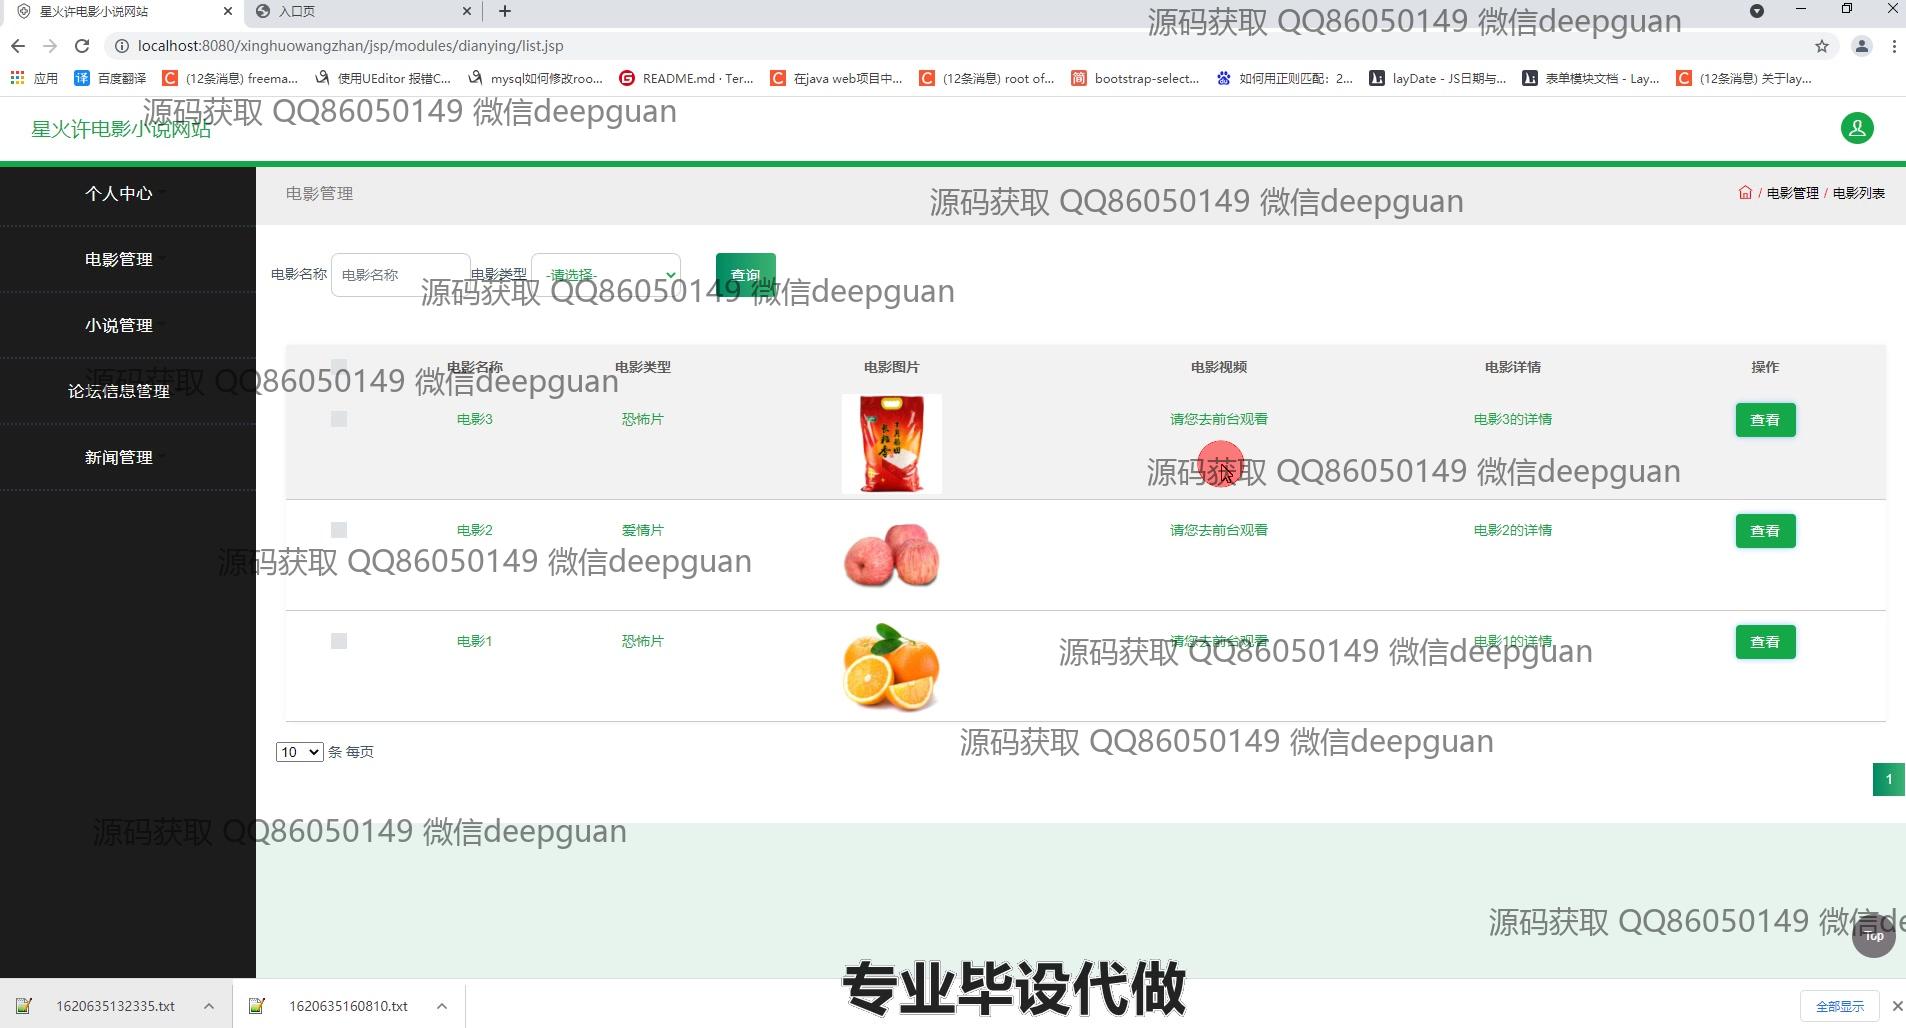 星火许电影小说网站
入口页
源码获取 QQ86050149 微信deepguan
localhost:8080/xinghuowangzhan/jsp/modules/dianying/list.jsp
应用 百度翻译 (12条消息) freema... 使用UEditor 报错C... mysql如何修改roo... README.md · Ter... 在java web项目中... (12条消息) root of... bootstrap-select... 如何用正则匹配：2... layDate - JS日期与... 表单模块文档 - Lay... (12条消息) 关于lay...
源码获取 QQ86050149 微信deepguan
星火许电影小说网站
个人中心
电影管理
小说管理
论坛信息管理
新闻管理
电影管理
源码获取 QQ86050149 微信deepguan
/ 电影管理 / 电影列表
电影名称 电影名称 电影类型 -请选择- 查询
源码获取 QQ86050149 微信deepguan
电影名称 电影类型 电影图片 电影视频 电影详情 操作
源码获取 QQ86050149 微信deepguan
电影3 恐怖片 请您去前台观看 电影3的详情 查看
长粒香
源码获取 QQ86050149 微信deepguan
电影2 爱情片 请您去前台观看 电影2的详情 查看
源码获取 QQ86050149 微信deepguan
电影1 恐怖片 请您去前台观看 电影1的详情 查看
源码获取 QQ86050149 微信deepguan
10 条 每页
源码获取 QQ86050149 微信deepguan
1
源码获取 QQ86050149 微信deepguan
源码获取 QQ86050149 微信de
Top
专业毕设代做
1620635132335.txt
1620635160810.txt
全部显示